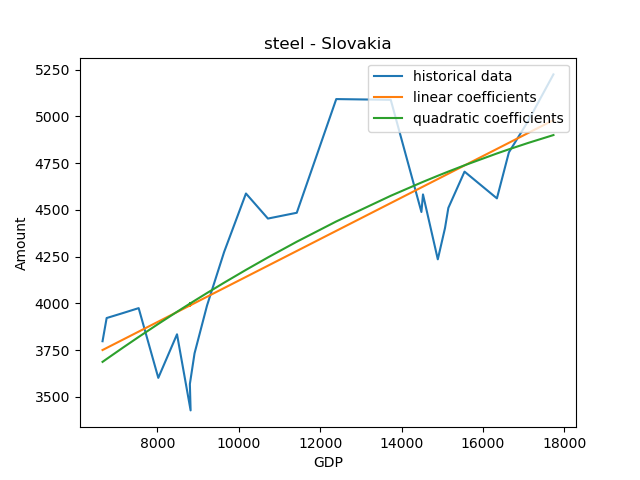 steel - Slovakia
historical data
linear coefficients
quadratic coefficients
5250
5000
4750
4500
4250
4000
3750
3500
Amount
8000 10000 12000 14000 16000 18000
GDP